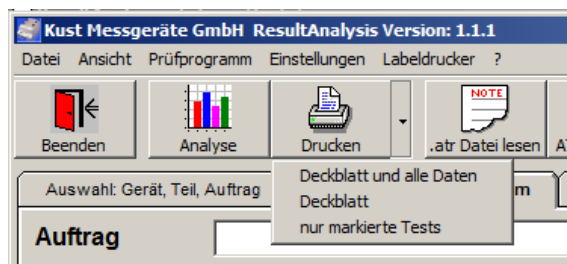 Kust Messgeräte GmbH ResultAnalysis Version: 1.1.1
Datei Ansicht Prüfprogramm Einstellungen Labeldrucker ?
NOTE
Beenden Analyse Drucken .atr Datei lesen
Auswahl: Gerät, Teil, Auftrag
Deckblatt und alle Daten
Deckblatt
nur markierte Tests
Auftrag